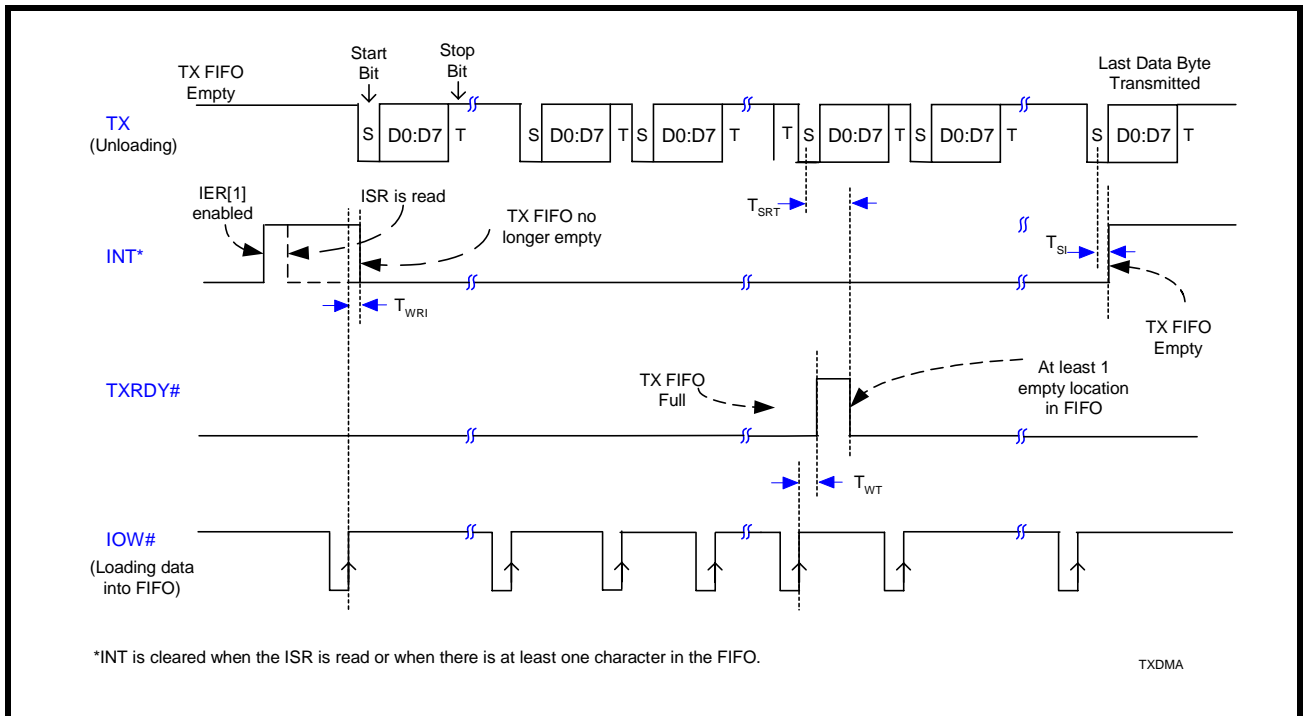 TX FIFO
Empty
Start
Bit
Stop
Bit
Last Data Byte
Transmitted
TX
(Unloading)
S D0:D7 T S D0:D7 T S D0:D7 T T S D0:D7 T S D0:D7 T S D0:D7 T
IER[1]
enabled
ISR is read
TX FIFO no
longer empty
TSRT
TSI
INT*
TWRI
TX FIFO
Empty
TXRDY#
TX FIFO
Full
At least 1
empty location
in FIFO
TWT
IOW#
(Loading data
into FIFO)
*INT is cleared when the ISR is read or when there is at least one character in the FIFO.
TXDMA